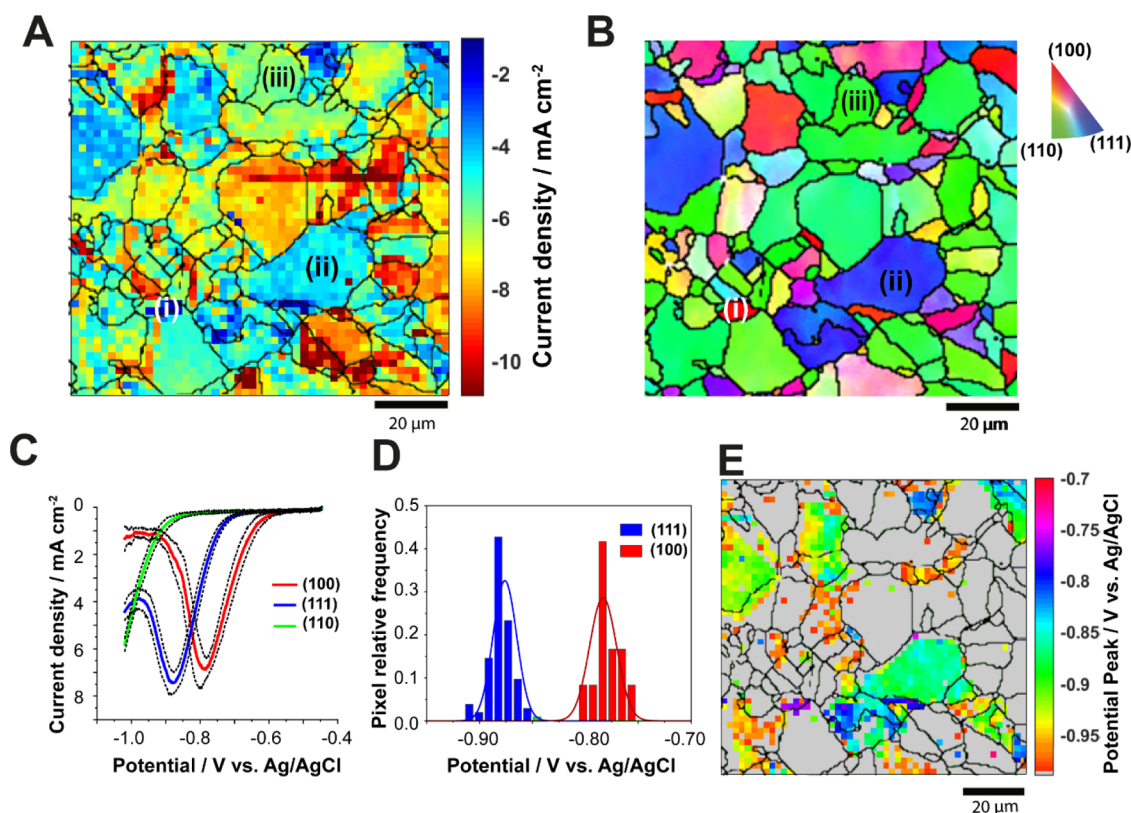 A
(iii)
(ii)
(i)
-2
-4
-6
-8
-10
Current density / mA cm⁻²
20 µm
B
(iii)
(ii)
(i)
(100)
(110)
(111)
20 µm
C
0
2
4
6
8
Current density / mA cm⁻²
(100)
(111)
(110)
-1.0
-0.8
-0.6
-0.4
Potential / V vs. Ag/AgCl
D
0.5
0.4
0.3
0.2
0.1
0.0
Pixel relative frequency
(111)
(100)
-0.90
-0.80
-0.70
Potential / V vs. Ag/AgCl
E
-0.7
-0.75
-0.8
-0.85
-0.9
-0.95
Potential Peak / V vs. Ag/AgCl
20 µm